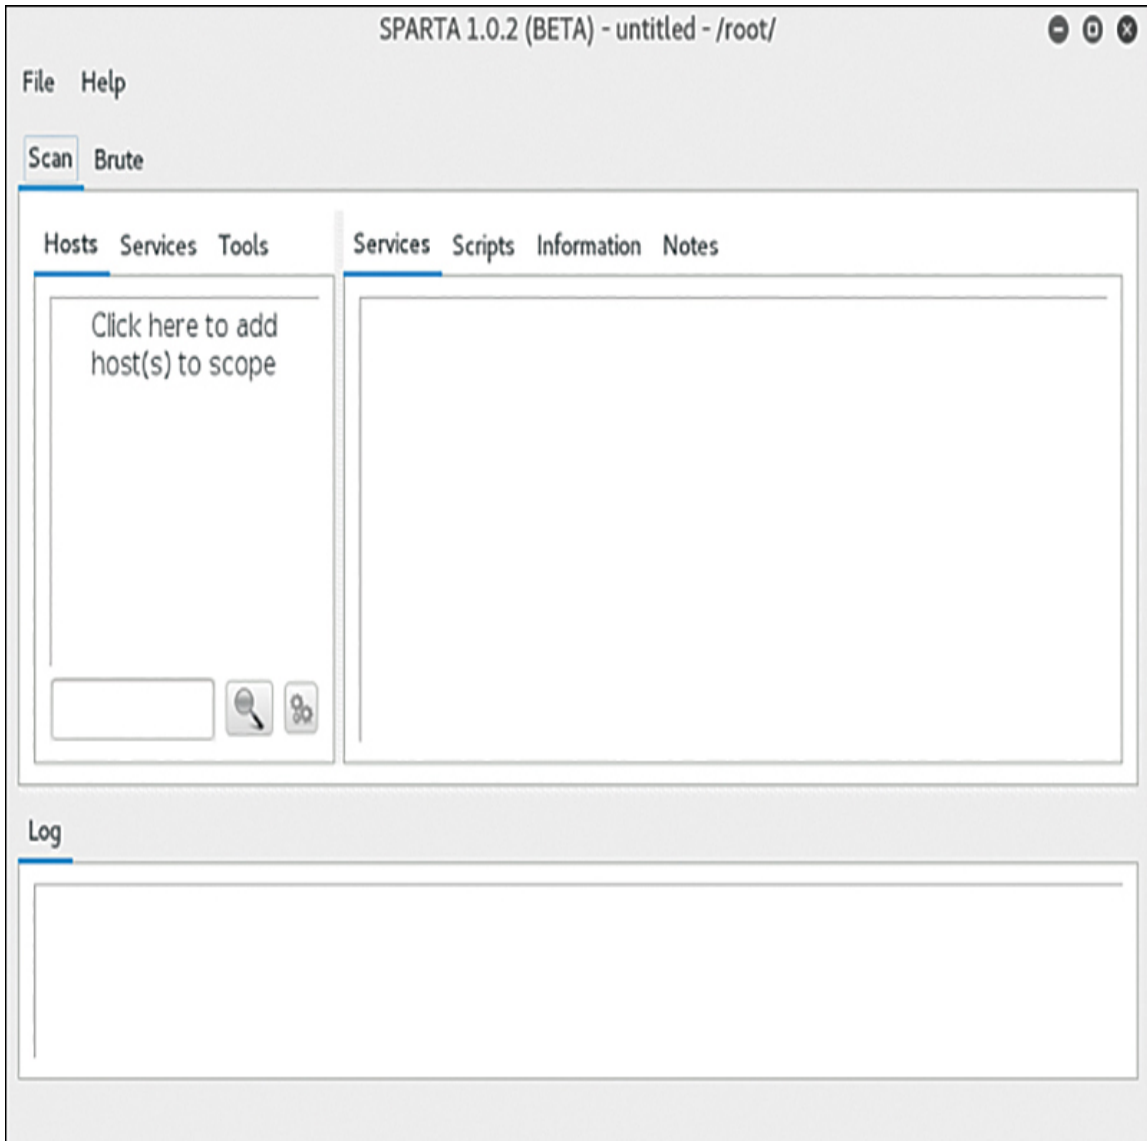 SPARTA 1.0.2 (BETA) - untitled - /root/
File Help
Scan Brute
Hosts Services Tools
Services Scripts Information Notes
Click here to add
host(s) to scope
Log